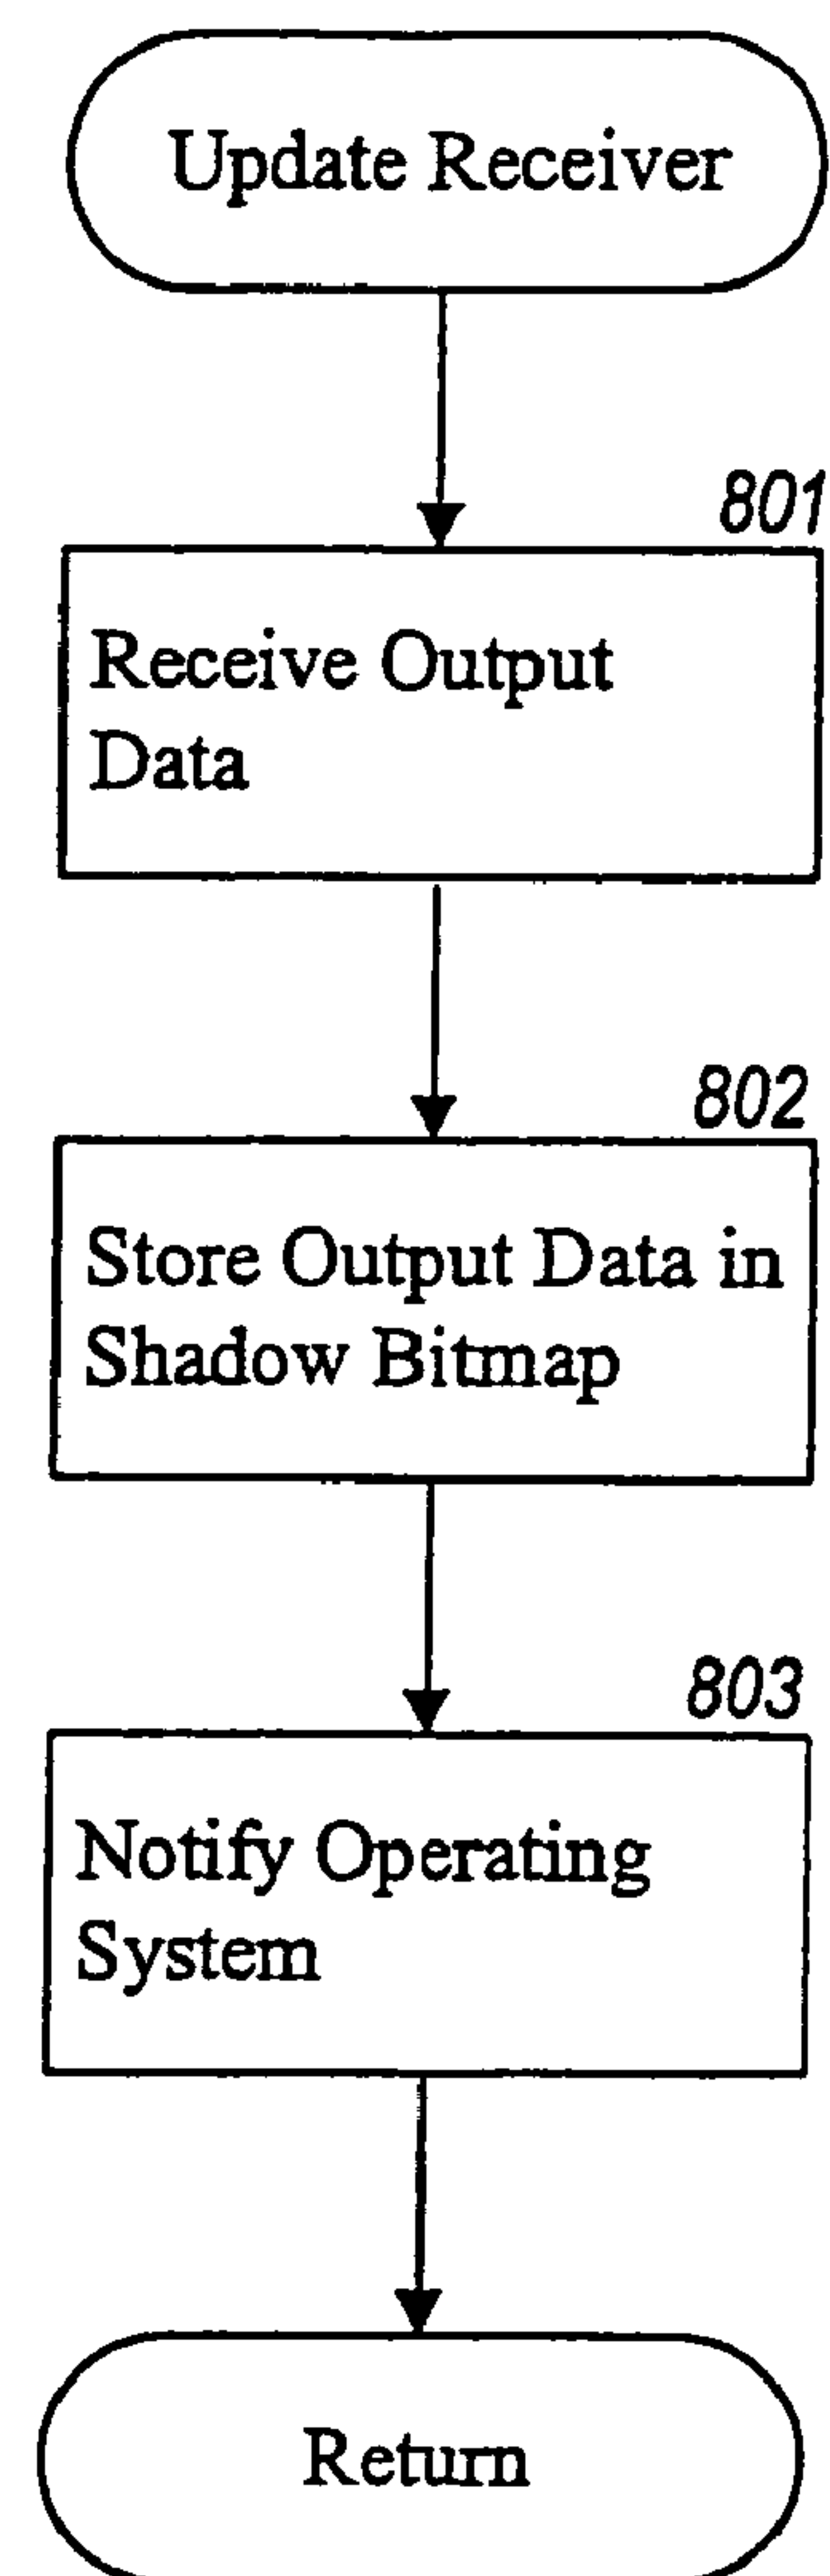 Update Receiver
801
Receive Output
Data
802
Store Output Data in
Shadow Bitmap
803
Notify Operating
System
Return